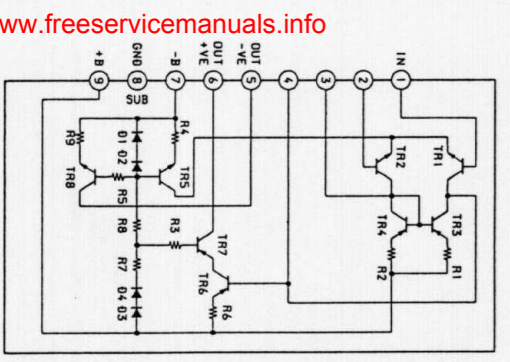 ww.freeservicemanuals.info
+B
GND
-B
OUT
+VE
OUT
-VE
IN
9
8
7
6
5
4
3
2
1
SUB
R9
D1
D2
R4
TR8
R5
TR5
TR2
TR1
R8
R3
TR7
TR4
TR3
R7
TR6
R2
R1
D4
D3
R6